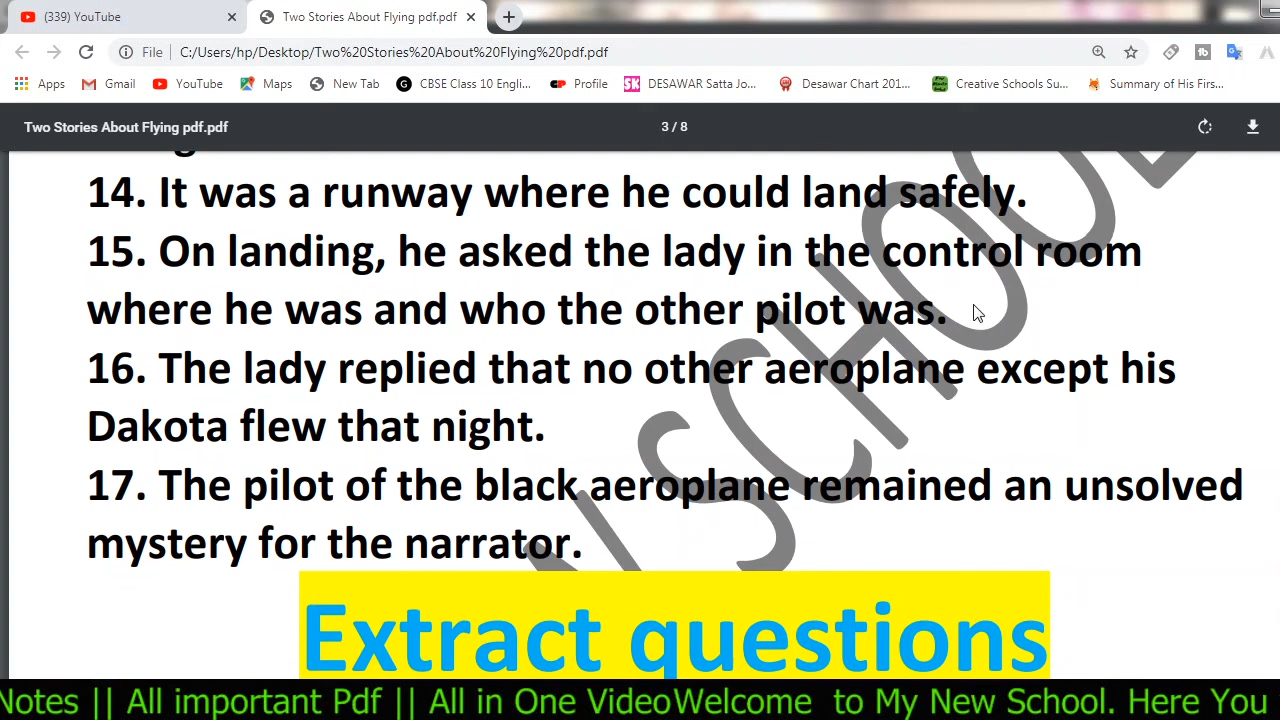 (339) YouTube
Two Stories About Flying pdf.pdf
File
C:/Users/hp/Desktop/Two%20Stories%20About%20Flying%20pdf.pdf
Apps
Gmail
YouTube
Maps
New Tab
CBSE Class 10 Engli...
Profile
DESAWAR Satta Jo...
Desawar Chart 201...
Creative Schools Su...
Summary of His Firs...
Two Stories About Flying pdf.pdf
3 / 8
14. It was a runway where he could land safely.
15. On landing, he asked the lady in the control room
where he was and who the other pilot was.
16. The lady replied that no other aeroplane except his
Dakota flew that night.
17. The pilot of the black aeroplane remained an unsolved
mystery for the narrator.
Extract questions
Notes || All important Pdf || All in One VideoWelcome to My New School. Here You
SCHOOL